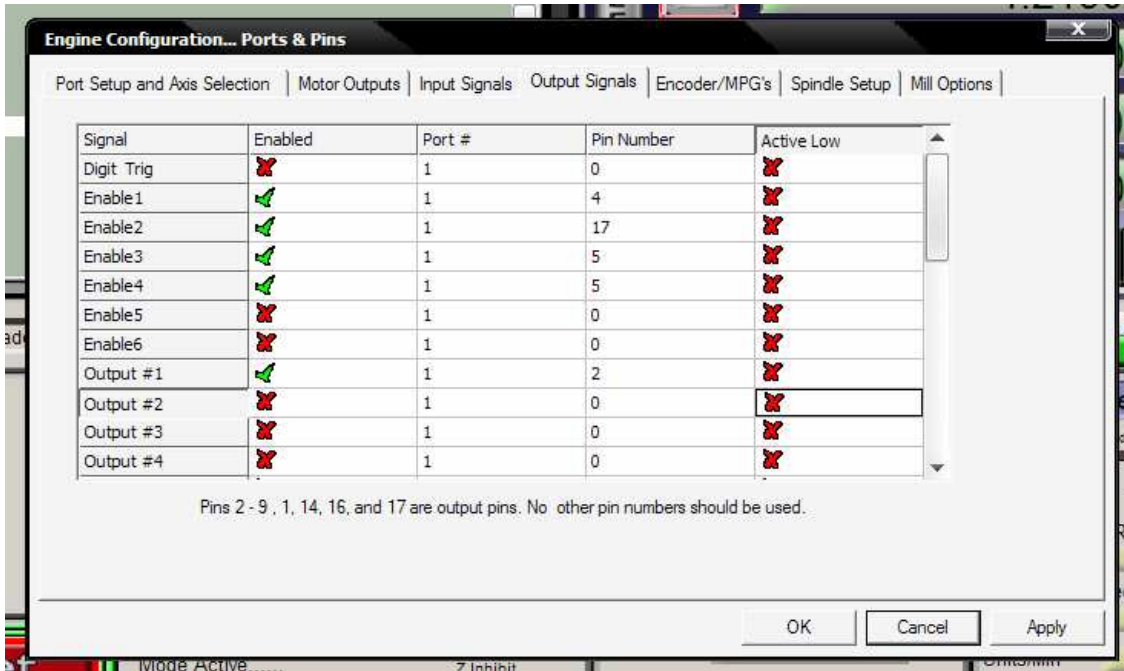 Engine Configuration... Ports & Pins
X
Port Setup and Axis Selection Motor Outputs Input Signals Output Signals Encoder/MPG's Spindle Setup Mill Options
Signal Enabled Port # Pin Number Active Low
Digit Trig 1 0
Enable1 1 4
Enable2 1 17
Enable3 1 5
Enable4 1 5
Enable5 1 0
Enable6 1 0
Output #1 1 2
Output #2 1 0
Output #3 1 0
Output #4 1 0
Pins 2 - 9 , 1, 14, 16, and 17 are output pins. No other pin numbers should be used.
OK Cancel Apply
Mode Active...... Z Inhibit Units/Min